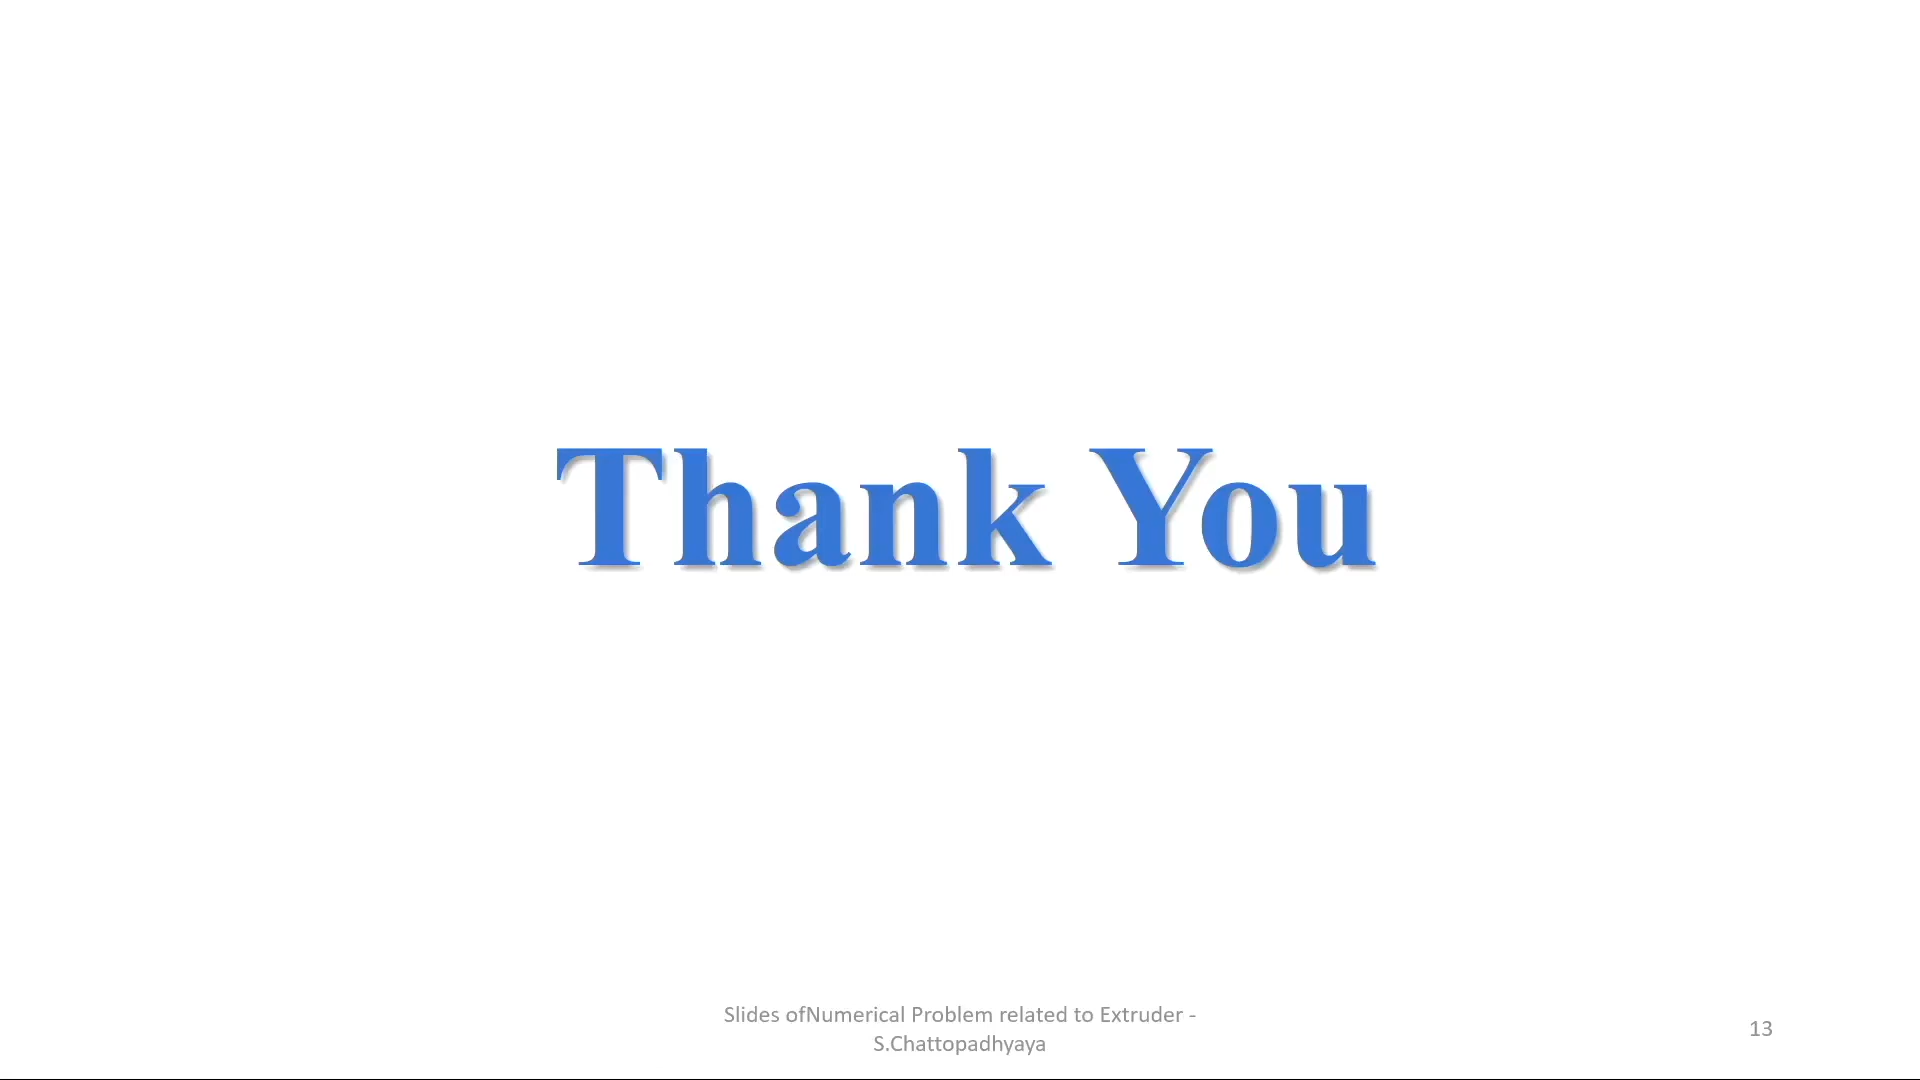 Thank You
Slides ofNumerical Problem related to Extruder -
S.Chattopadhyaya
13